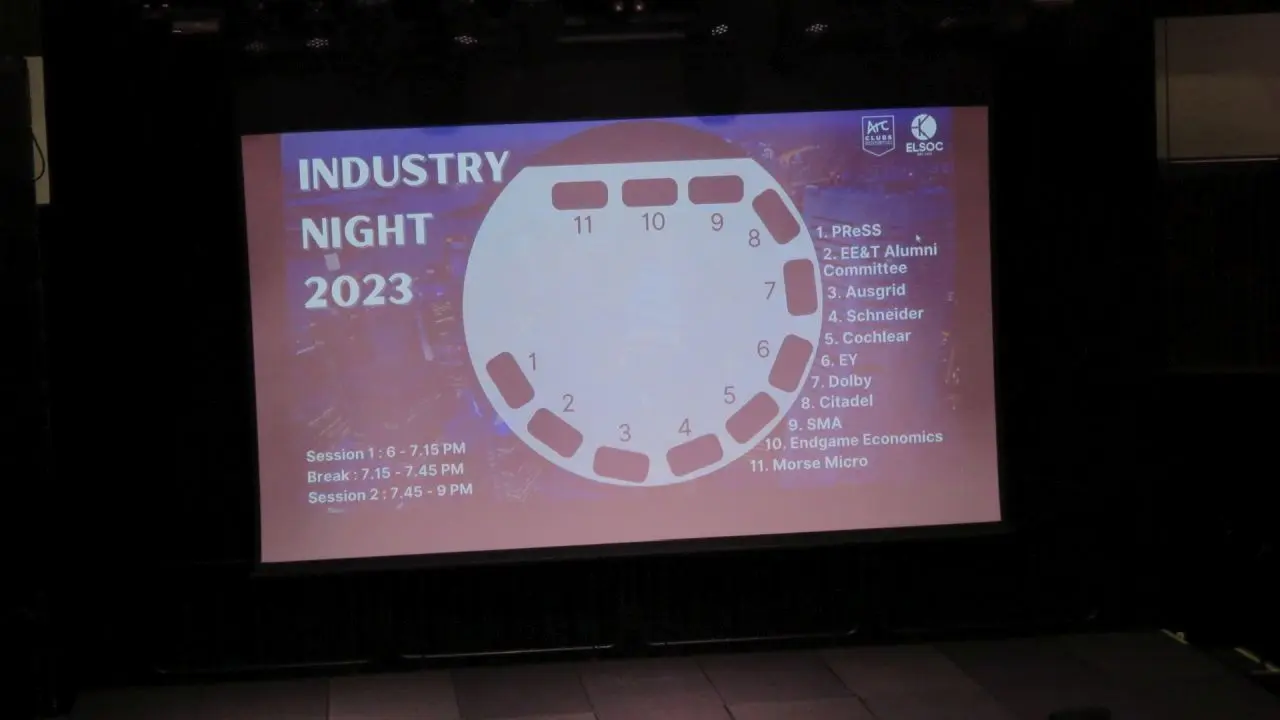 INDUSTRY
NIGHT
2023
Arc
CLUBS
ELSOC
11
10
9
8
7
6
5
4
3
2
1
1. PReSS
2. EE&T Alumni
Committee
3. Ausgrid
4. Schneider
5. Cochlear
6. EY
7. Dolby
8. Citadel
9. SMA
10. Endgame Economics
11. Morse Micro
Session 1 : 6 - 7.15 PM
Break : 7.15 - 7.45 PM
Session 2 : 7.45 - 9 PM